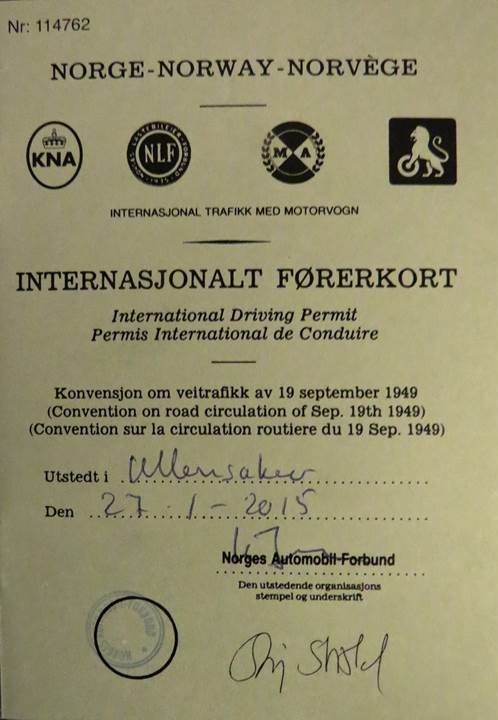 Nr: 114762
NORGE-NORWAY-NORVÈGE
KNA
NLF
MA
INTERNASJONAL TRAFIKK MED MOTORVOGN
INTERNASJONALT FØRERKORT
International Driving Permit
Permis International de Conduire
Konvensjon om veitrafikk av 19 september 1949
(Convention on road circulation of Sep. 19th 1949)
(Convention sur la circulation routiere du 19 Sep. 1949)
Utstedt i Ullensaker
Den 27-1-2015
Norges Automobil-Forbund
Den utstedende organisasjons
stempel og underskrift